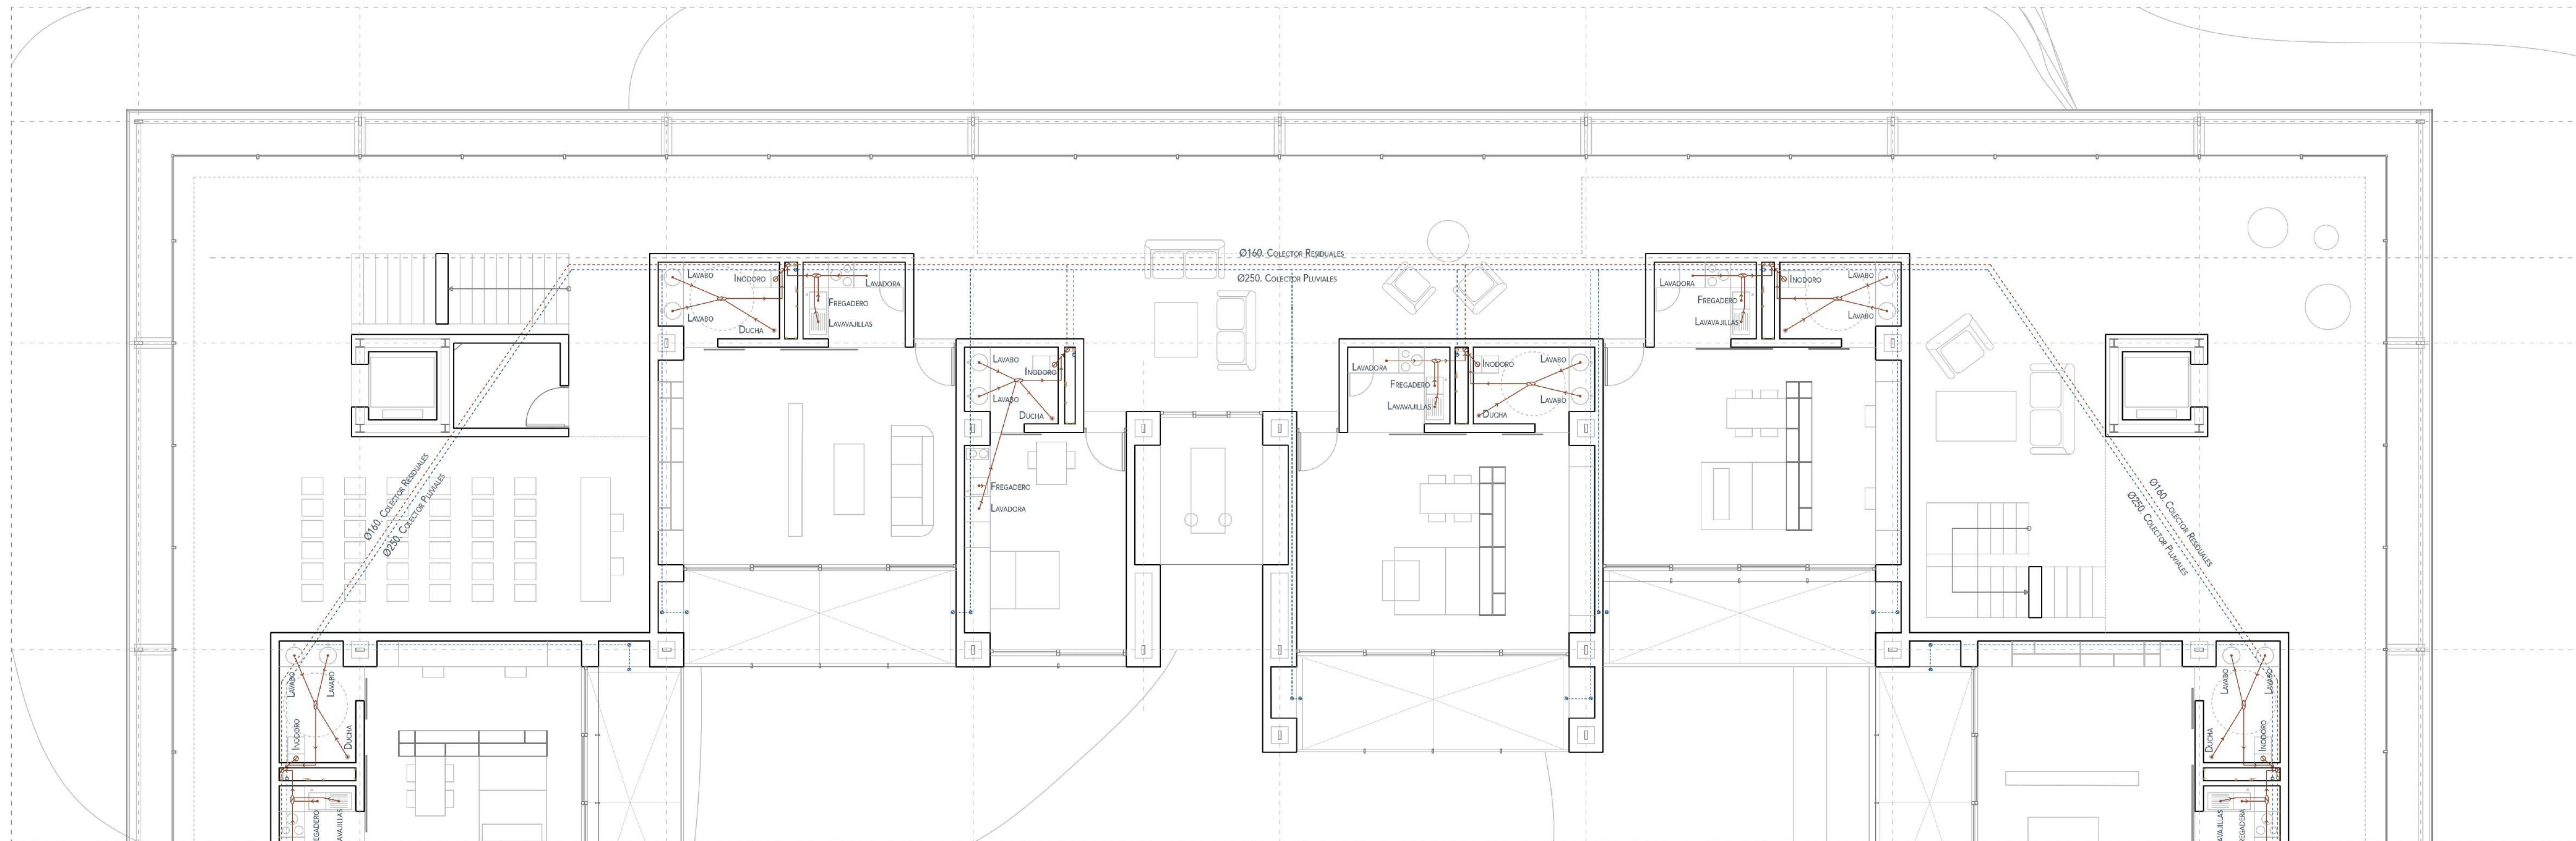 Ø160. Colector Residuales
Ø250. Colector Pluviales
Lavabo
Inodoro
Lavadora
Fregadero
Lavabo
Ducha
Lavavajillas
Lavadora
Inodoro
Lavabo
Fregadero
Lavabo
Lavavajillas
Lavabo
Inodoro
Lavabo
Ducha
Fregadero
Lavadora
Lavadora
Inodoro
Lavabo
Fregadero
Lavabo
Lavavajillas
Ducha
Ø160. Colector Residuales
Ø250. Colector Pluviales
Ø160. Colector Residuales
Ø250. Colector Pluviales
Lavabo
Lavabo
Inodoro
Ducha
Lavabo
Lavabo
Ducha
Inodoro